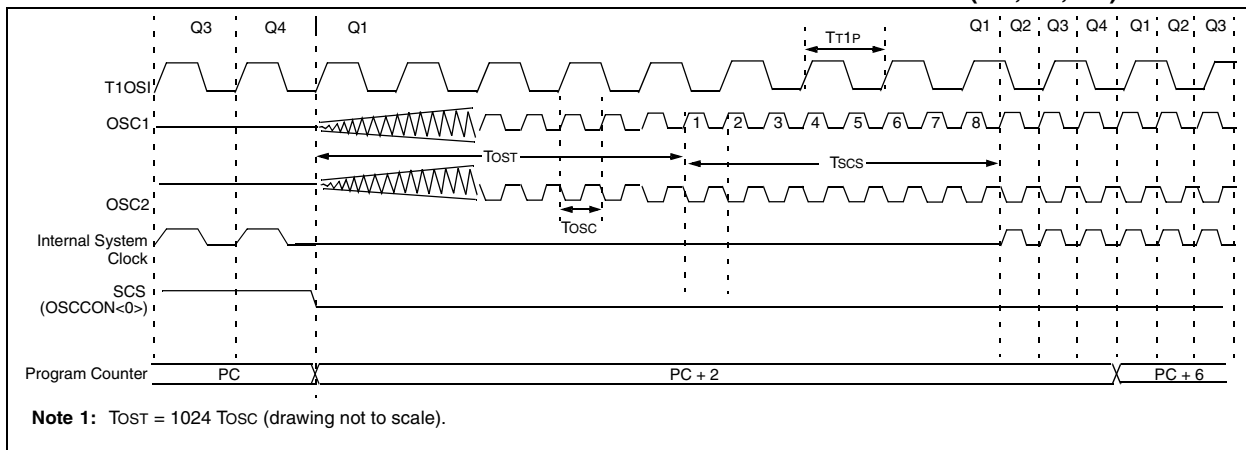 Q3 Q4 Q1 Q1 Q2 Q3 Q4 Q1 Q2 Q3
TT1P
T1OSI
OSC1
1 2 3 4 5 6 7 8
TOST TSCS
OSC2
TOSC
Internal System
Clock
SCS
(OSCCON<0>)
Program Counter PC PC + 2 PC + 6
Note 1: TOST = 1024 TOSC (drawing not to scale).